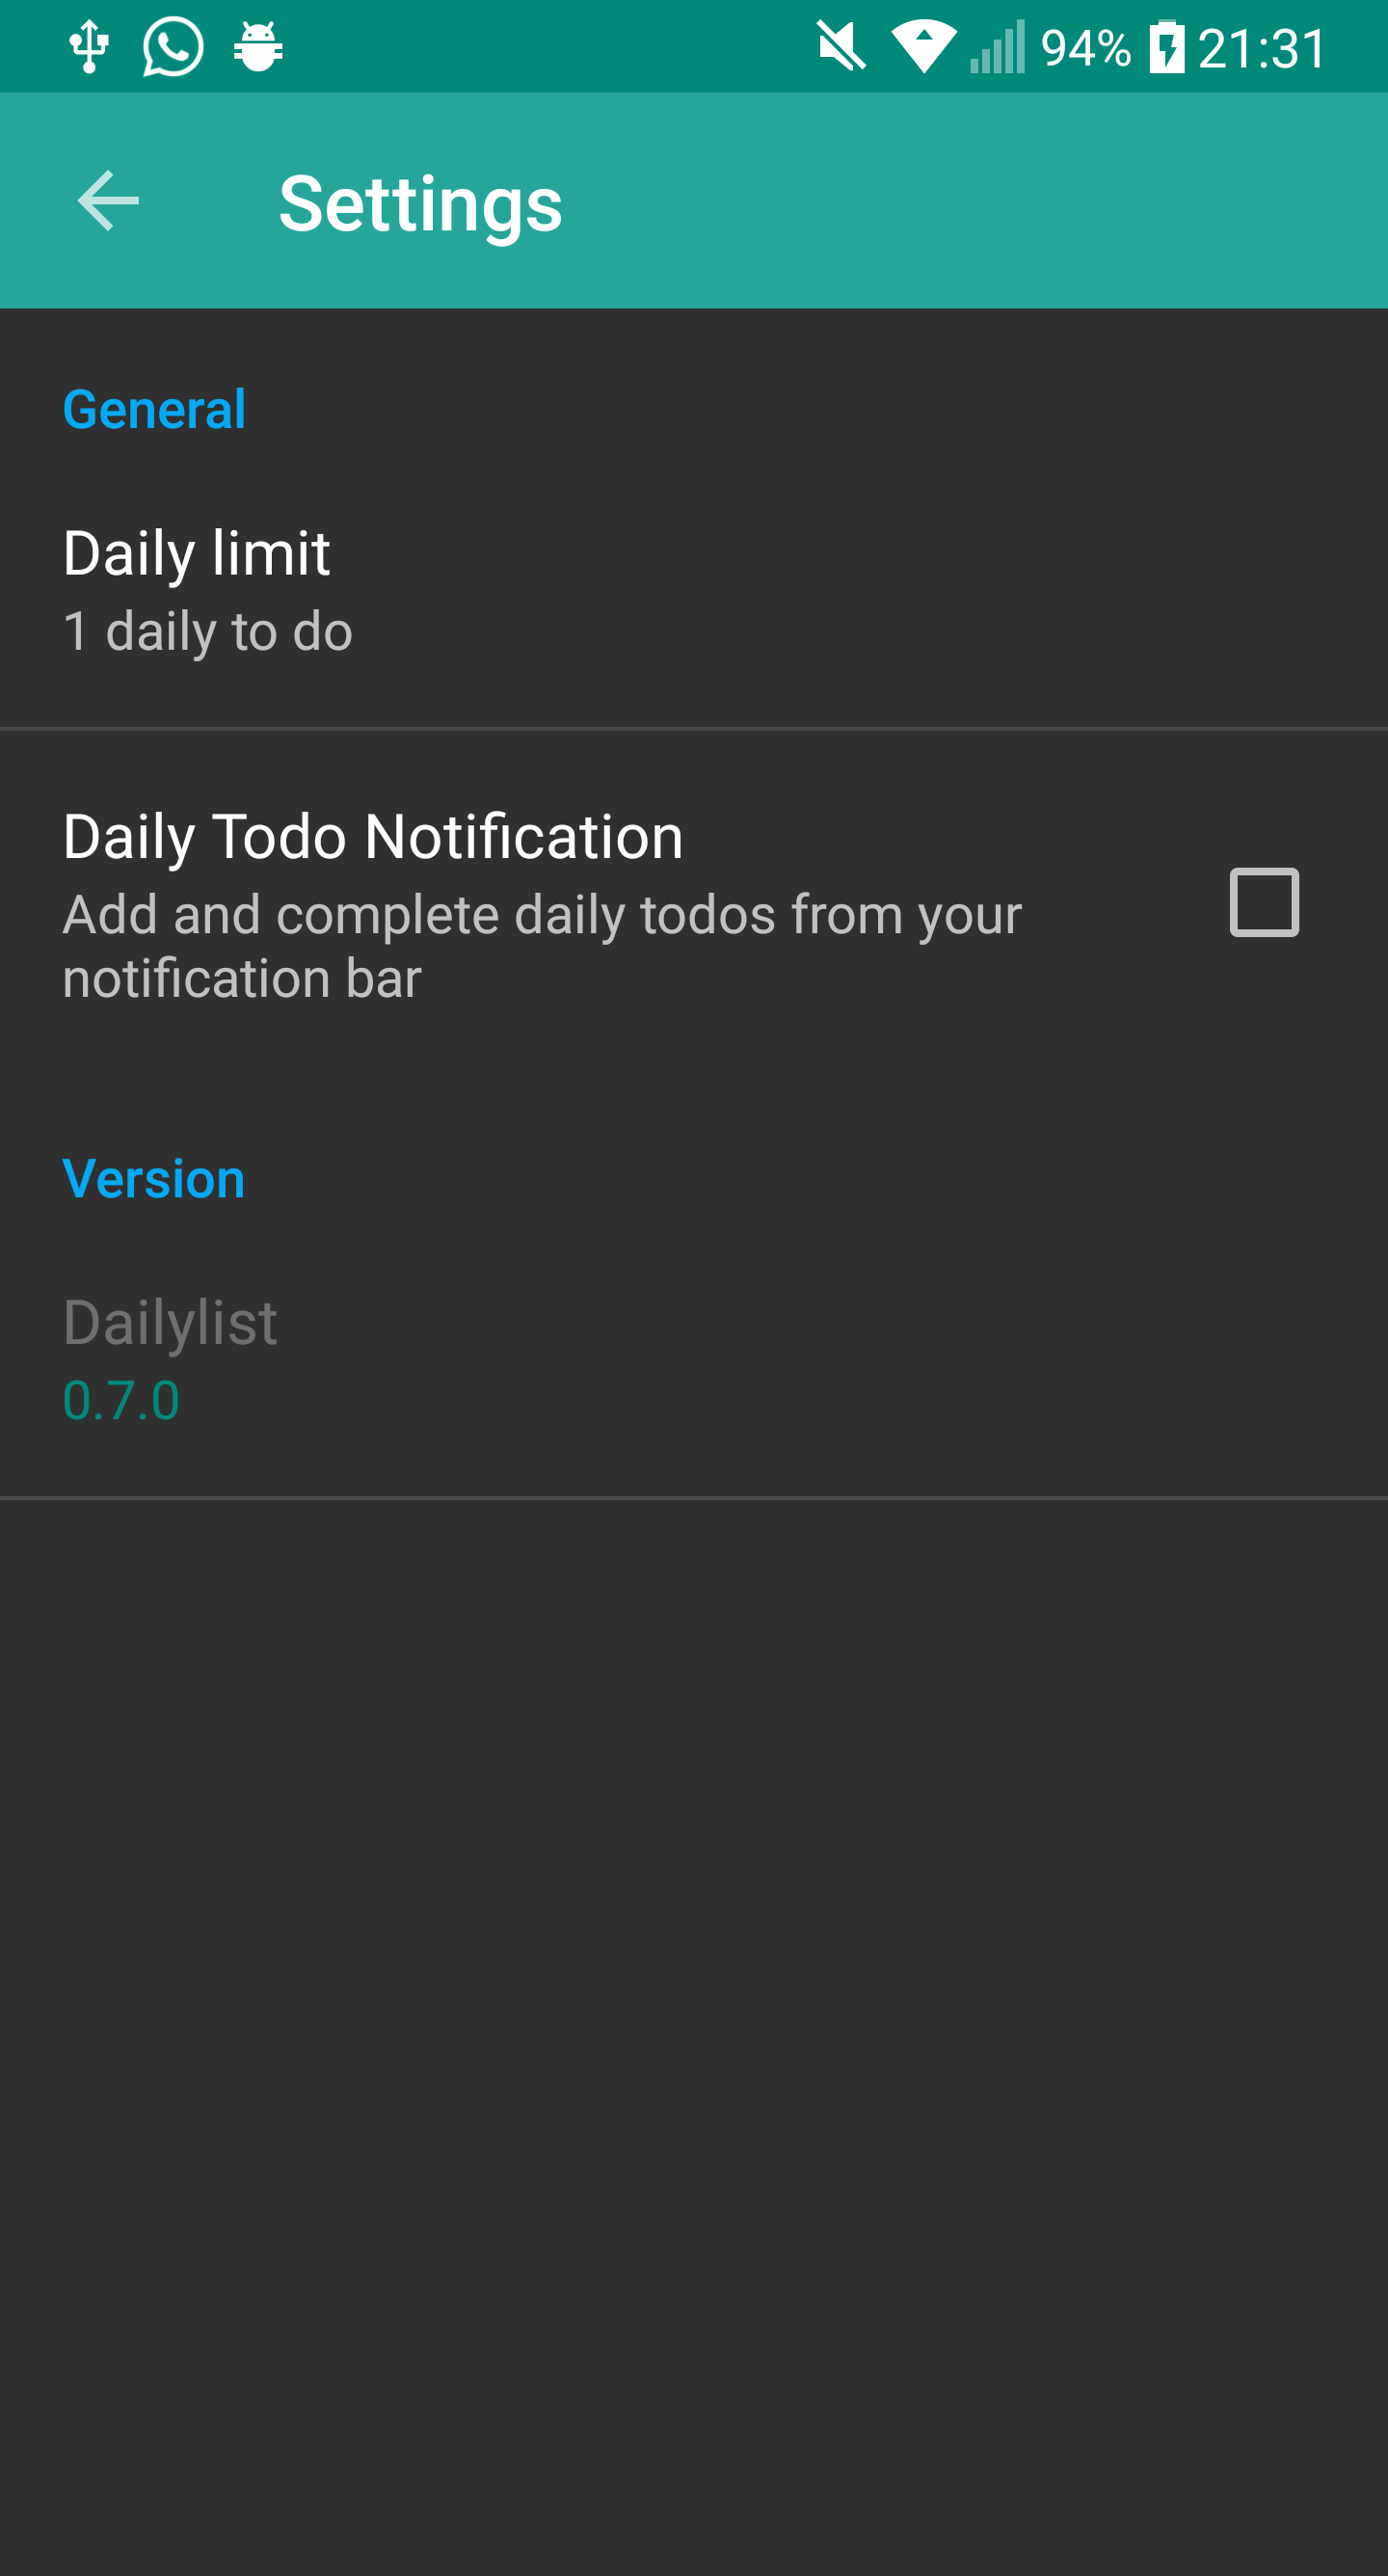 94% 21:31
Settings
General
Daily limit
1 daily to do
Daily Todo Notification
Add and complete daily todos from your
notification bar
Version
Dailylist
0.7.0